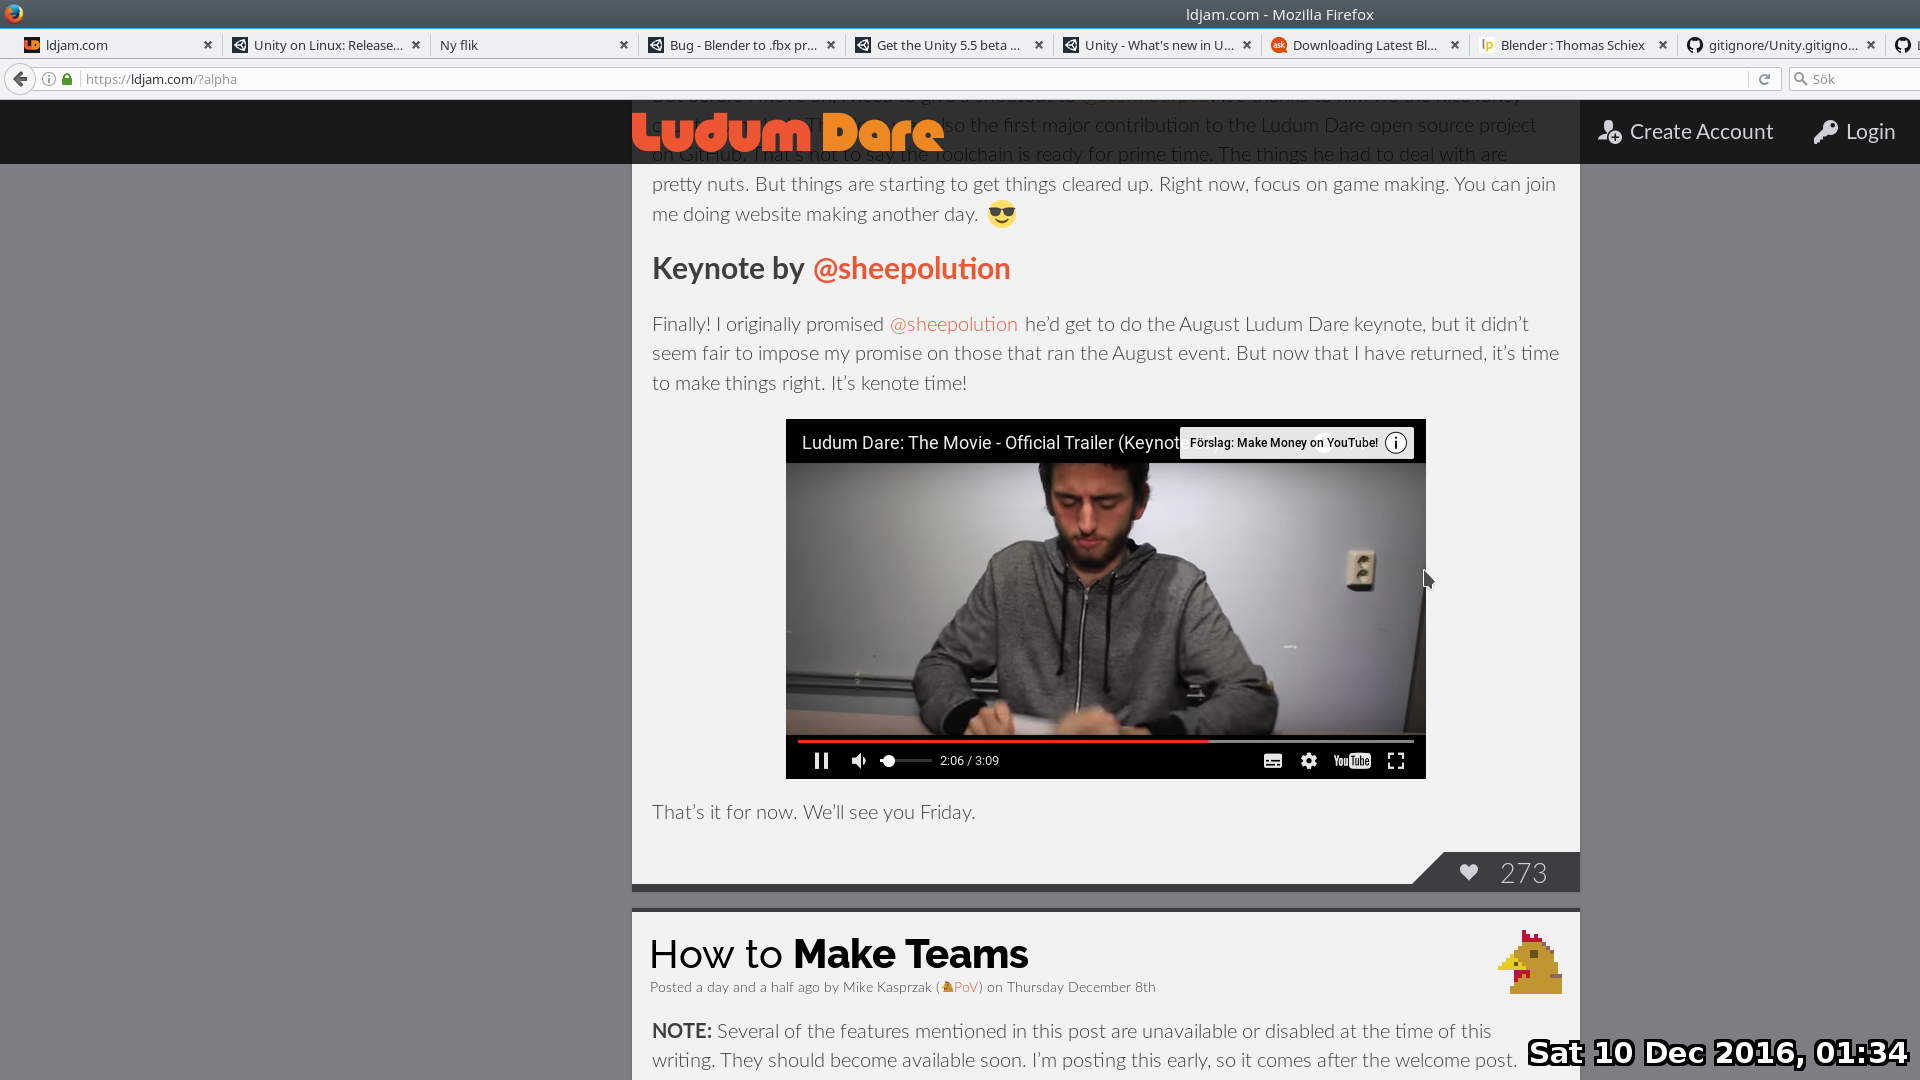 ldjam.com - Mozilla Firefox
ldjam.com
Unity on Linux: Release...
Ny flik
Bug - Blender to .fbx pr...
Get the Unity 5.5 beta ...
Unity - What's new in U...
Downloading Latest Bl...
Blender : Thomas Schiex
gitignore/Unity.gitigno...
https://ldjam.com/?alpha
Sök
Ludum Dare
Create Account
Login
also the first major contribution to the Ludum Dare open source project
on GitHub. That's not to say the Toolchain is ready for prime time. The things he had to deal with are
pretty nuts. But things are starting to get things cleared up. Right now, focus on game making. You can join
me doing website making another day.
Keynote by @sheepolution
Finally! I originally promised @sheepolution he’d get to do the August Ludum Dare keynote, but it didn’t
seem fair to impose my promise on those that ran the August event. But now that I have returned, it’s time
to make things right. It’s kenote time!
Ludum Dare: The Movie - Official Trailer (Keynote
Förslag: Make Money on YouTube!
2:06 / 3:09
YouTube
That’s it for now. We’ll see you Friday.
273
How to Make Teams
Posted a day and a half ago by Mike Kasprzak (PoV) on Thursday December 8th
NOTE: Several of the features mentioned in this post are unavailable or disabled at the time of this
writing. They should become available soon. I’m posting this early, so it comes after the welcome post.
Sat 10 Dec 2016, 01:34